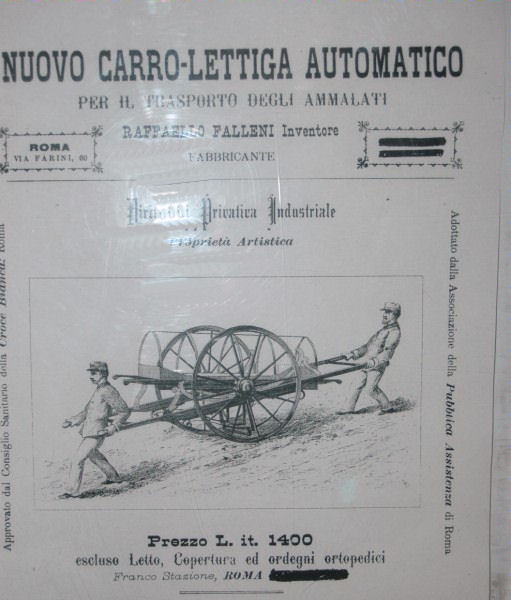 NUOVO CARRO-LETTIGA AUTOMATICO
PER IL TRASPORTO DEGLI AMMALATI
RAFFAELLO FALLENI Inventore
FABBRICANTE
ROMA
VIA FARINI, 60
Privativa Industriale
Proprietà Artistica
Approvato dal Consiglio Sanitario della Croce Bianca: Roma
Adottato dalla Associazione della Pubblica Assistenza di Roma
Prezzo L. it. 1400
escluso Letto, Copertura ed ordegni ortopedici
Franco Stazione, ROMA